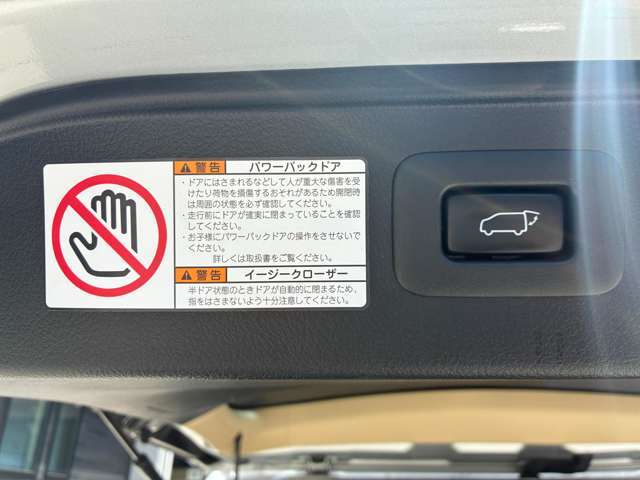 警告 パワーバックドア
・ドアにはさまれるなどして人が重大な傷害を受
けたり荷物を損傷するおそれがあるため開閉時
は周囲の状態を必ず確認してください。
・走行前にドアが確実に閉まっていることを確認
してください。
・お子様にパワーバックドアの操作をさせないで
ください。
詳しくは取扱書をご覧ください。
警告 イージークローザー
半ドア状態のときドアが自動的に閉まるため、
指をはさまないよう十分注意してください。